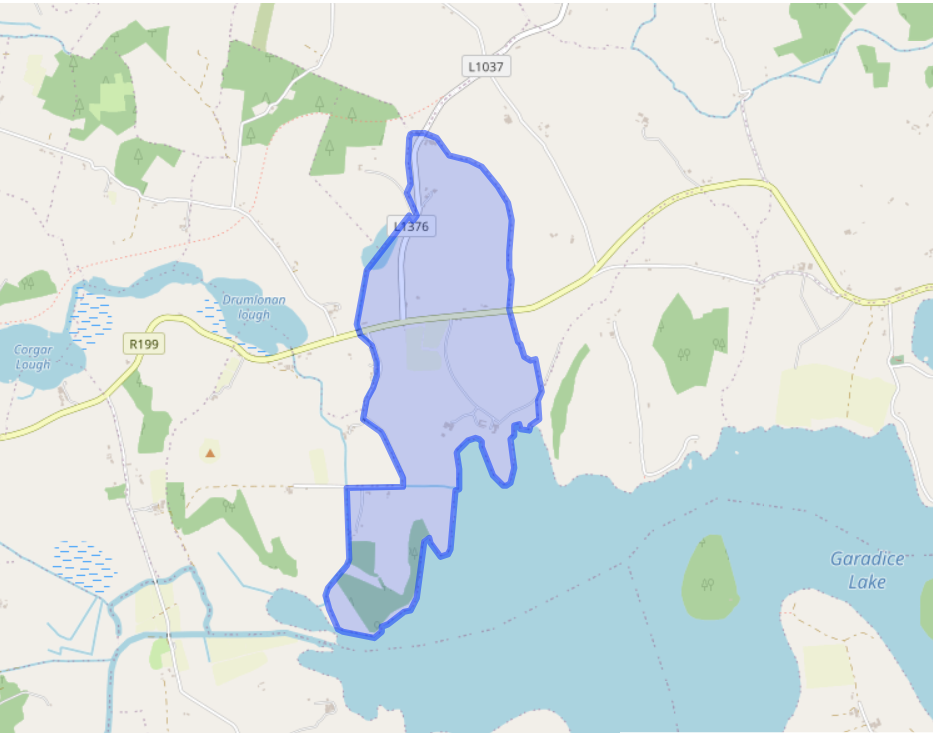 L1037
L1376
Drumlonan
lough
R199
Corgar
Lough
Garadice
Lake